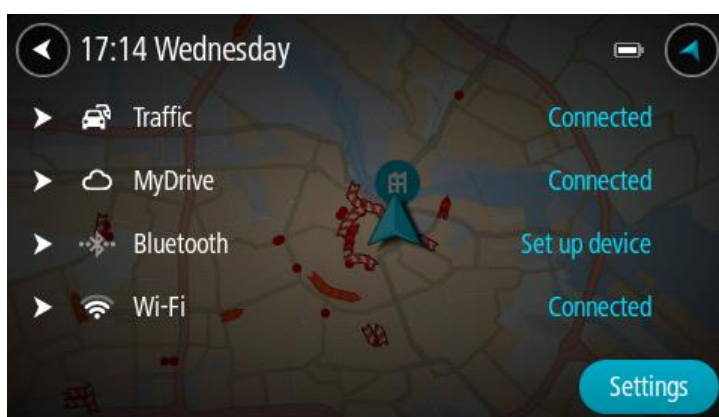 17:14 Wednesday
Traffic Connected
MyDrive Connected
Bluetooth Set up device
Wi-Fi Connected
Settings